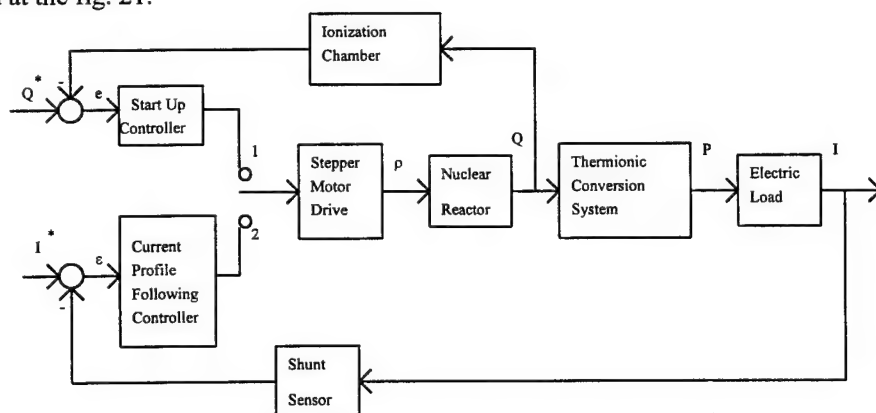 at the fig. 21.
Ionization
Chamber
Q*
-
e
Start Up
Controller
1
Stepper
Motor
Drive
ρ
Nuclear
Reactor
Q
Thermionic
Conversion
System
P
Electric
Load
I
2
I*
-
ε
Current
Profile
Following
Controller
Shunt
Sensor